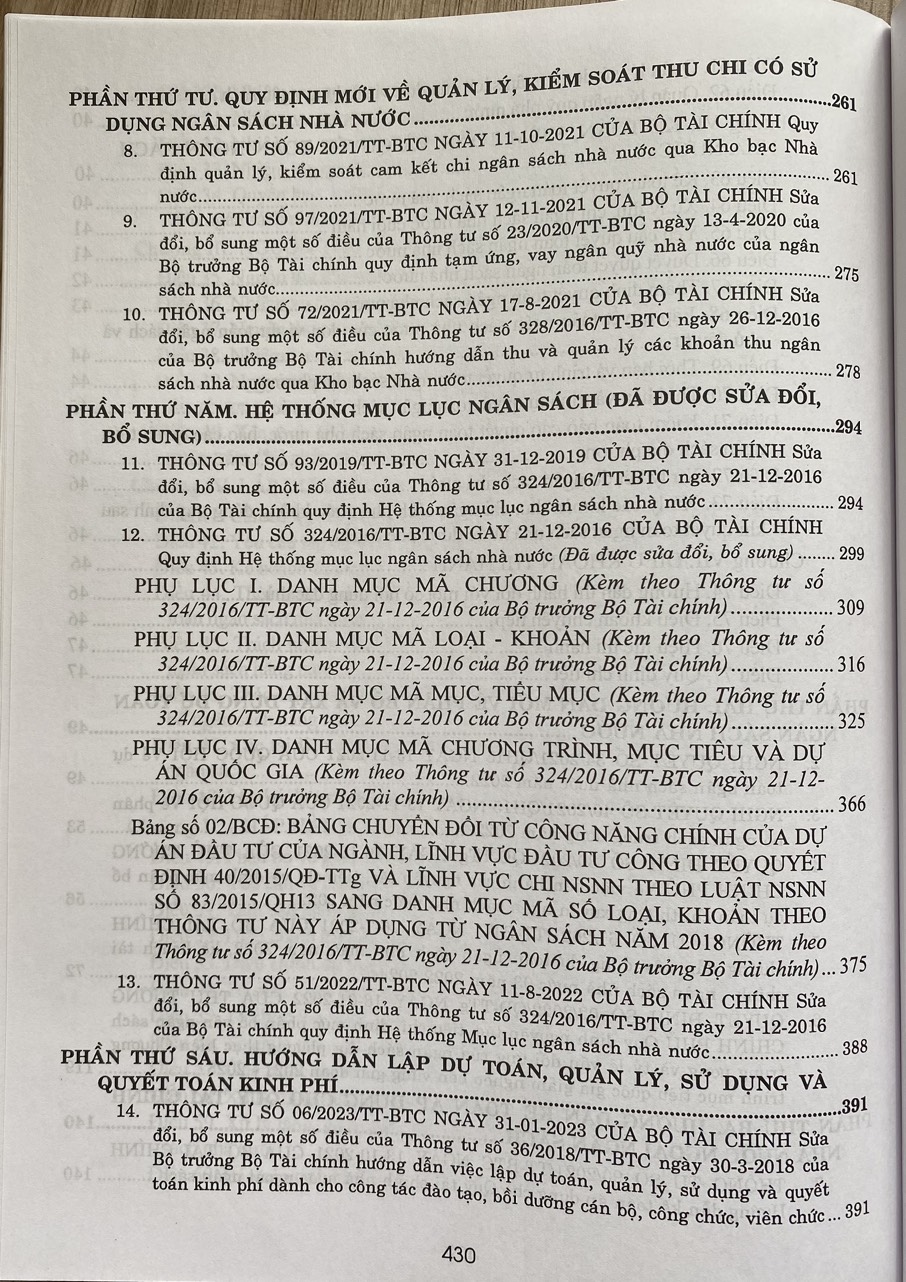 PHẦN THỨ TƯ. QUY ĐỊNH MỚI VỀ QUẢN LÝ, KIỂM SOÁT THU CHI CÓ SỬ
DỤNG NGÂN SÁCH NHÀ NƯỚC.....261
8. THÔNG TƯ SỐ 89/2021/TT-BTC NGÀY 11-10-2021 CỦA BỘ TÀI CHÍNH Quy
định quản lý, kiểm soát cam kết chi ngân sách nhà nước qua Kho bạc Nhà
nước..... 261
9. THÔNG TƯ SỐ 97/2021/TT-BTC NGÀY 12-11-2021 CỦA BỘ TÀI CHÍNH Sửa
đổi, bổ sung một số điều của Thông tư số 23/2020/TT-BTC ngày 13-4-2020 của
Bộ trưởng Bộ Tài chính quy định tạm ứng, vay ngân quỹ nhà nước của ngân
sách nhà nước..... 275
10. THÔNG TƯ SỐ 72/2021/TT-BTC NGÀY 17-8-2021 CỦA BỘ TÀI CHÍNH Sửa
đổi, bổ sung một số điều của Thông tư số 328/2016/TT-BTC ngày 26-12-2016
của Bộ trưởng Bộ Tài chính hướng dẫn thu và quản lý các khoản thu ngân
sách nhà nước qua Kho bạc Nhà nước..... 278
PHẦN THỨ NĂM. HỆ THỐNG MỤC LỤC NGÂN SÁCH (ĐÃ ĐƯỢC SỬA ĐỔI,
BỔ SUNG).....294
11. THÔNG TƯ SỐ 93/2019/TT-BTC NGÀY 31-12-2019 CỦA BỘ TÀI CHÍNH Sửa
đổi, bổ sung một số điều của Thông tư số 324/2016/TT-BTC ngày 21-12-2016
của Bộ Tài chính quy định Hệ thống mục lục ngân sách nhà nước..... 294
12. THÔNG TƯ SỐ 324/2016/TT-BTC NGÀY 21-12-2016 CỦA BỘ TÀI CHÍNH
Quy định Hệ thống mục lục ngân sách nhà nước (Đã được sửa đổi, bổ sung)..... 299
PHỤ LỤC I. DANH MỤC MÃ CHƯƠNG (Kèm theo Thông tư số
324/2016/TT-BTC ngày 21-12-2016 của Bộ trưởng Bộ Tài chính)..... 309
PHỤ LỤC II. DANH MỤC MÃ LOẠI - KHOẢN (Kèm theo Thông tư số
324/2016/TT-BTC ngày 21-12-2016 của Bộ trưởng Bộ Tài chính)..... 316
PHỤ LỤC III. DANH MỤC MÃ MỤC, TIỂU MỤC (Kèm theo Thông tư số
324/2016/TT-BTC ngày 21-12-2016 của Bộ trưởng Bộ Tài chính)..... 325
PHỤ LỤC IV. DANH MỤC MÃ CHƯƠNG TRÌNH, MỤC TIÊU VÀ DỰ
ÁN QUỐC GIA (Kèm theo Thông tư số 324/2016/TT-BTC ngày 21-12-
2016 của Bộ trưởng Bộ Tài chính) ..... 366
Bảng số 02/BCĐ: BẢNG CHUYỂN ĐỔI TỪ CÔNG NĂNG CHÍNH CỦA DỰ
ÁN ĐẦU TƯ CỦA NGÀNH, LĨNH VỰC ĐẦU TƯ CÔNG THEO QUYẾT
ĐỊNH 40/2015/QĐ-TTg VÀ LĨNH VỰC CHI NSNN THEO LUẬT NSNN
SỐ 83/2015/QH13 SANG DANH MỤC MÃ SỐ LOẠI, KHOẢN THEO
THÔNG TƯ NÀY ÁP DỤNG TỪ NGÂN SÁCH NĂM 2018 (Kèm theo
Thông tư số 324/2016/TT-BTC ngày 21-12-2016 của Bộ trưởng Bộ Tài chính)... 375
13. THÔNG TƯ SỐ 51/2022/TT-BTC NGÀY 11-8-2022 CỦA BỘ TÀI CHÍNH Sửa
đổi, bổ sung một số điều của Thông tư số 324/2016/TT-BTC ngày 21-12-2016
của Bộ Tài chính quy định Hệ thống Mục lục ngân sách nhà nước..... 388
PHẦN THỨ SÁU. HƯỚNG DẪN LẬP DỰ TOÁN, QUẢN LÝ, SỬ DỤNG VÀ
QUYẾT TOÁN KINH PHÍ.....391
14. THÔNG TƯ SỐ 06/2023/TT-BTC NGÀY 31-01-2023 CỦA BỘ TÀI CHÍNH Sửa
đổi, bổ sung một số điều của Thông tư số 36/2018/TT-BTC ngày 30-3-2018 của
Bộ trưởng Bộ Tài chính hướng dẫn việc lập dự toán, quản lý, sử dụng và quyết
toán kinh phí dành cho công tác đào tạo, bồi dưỡng cán bộ, công chức, viên chức... 391
430